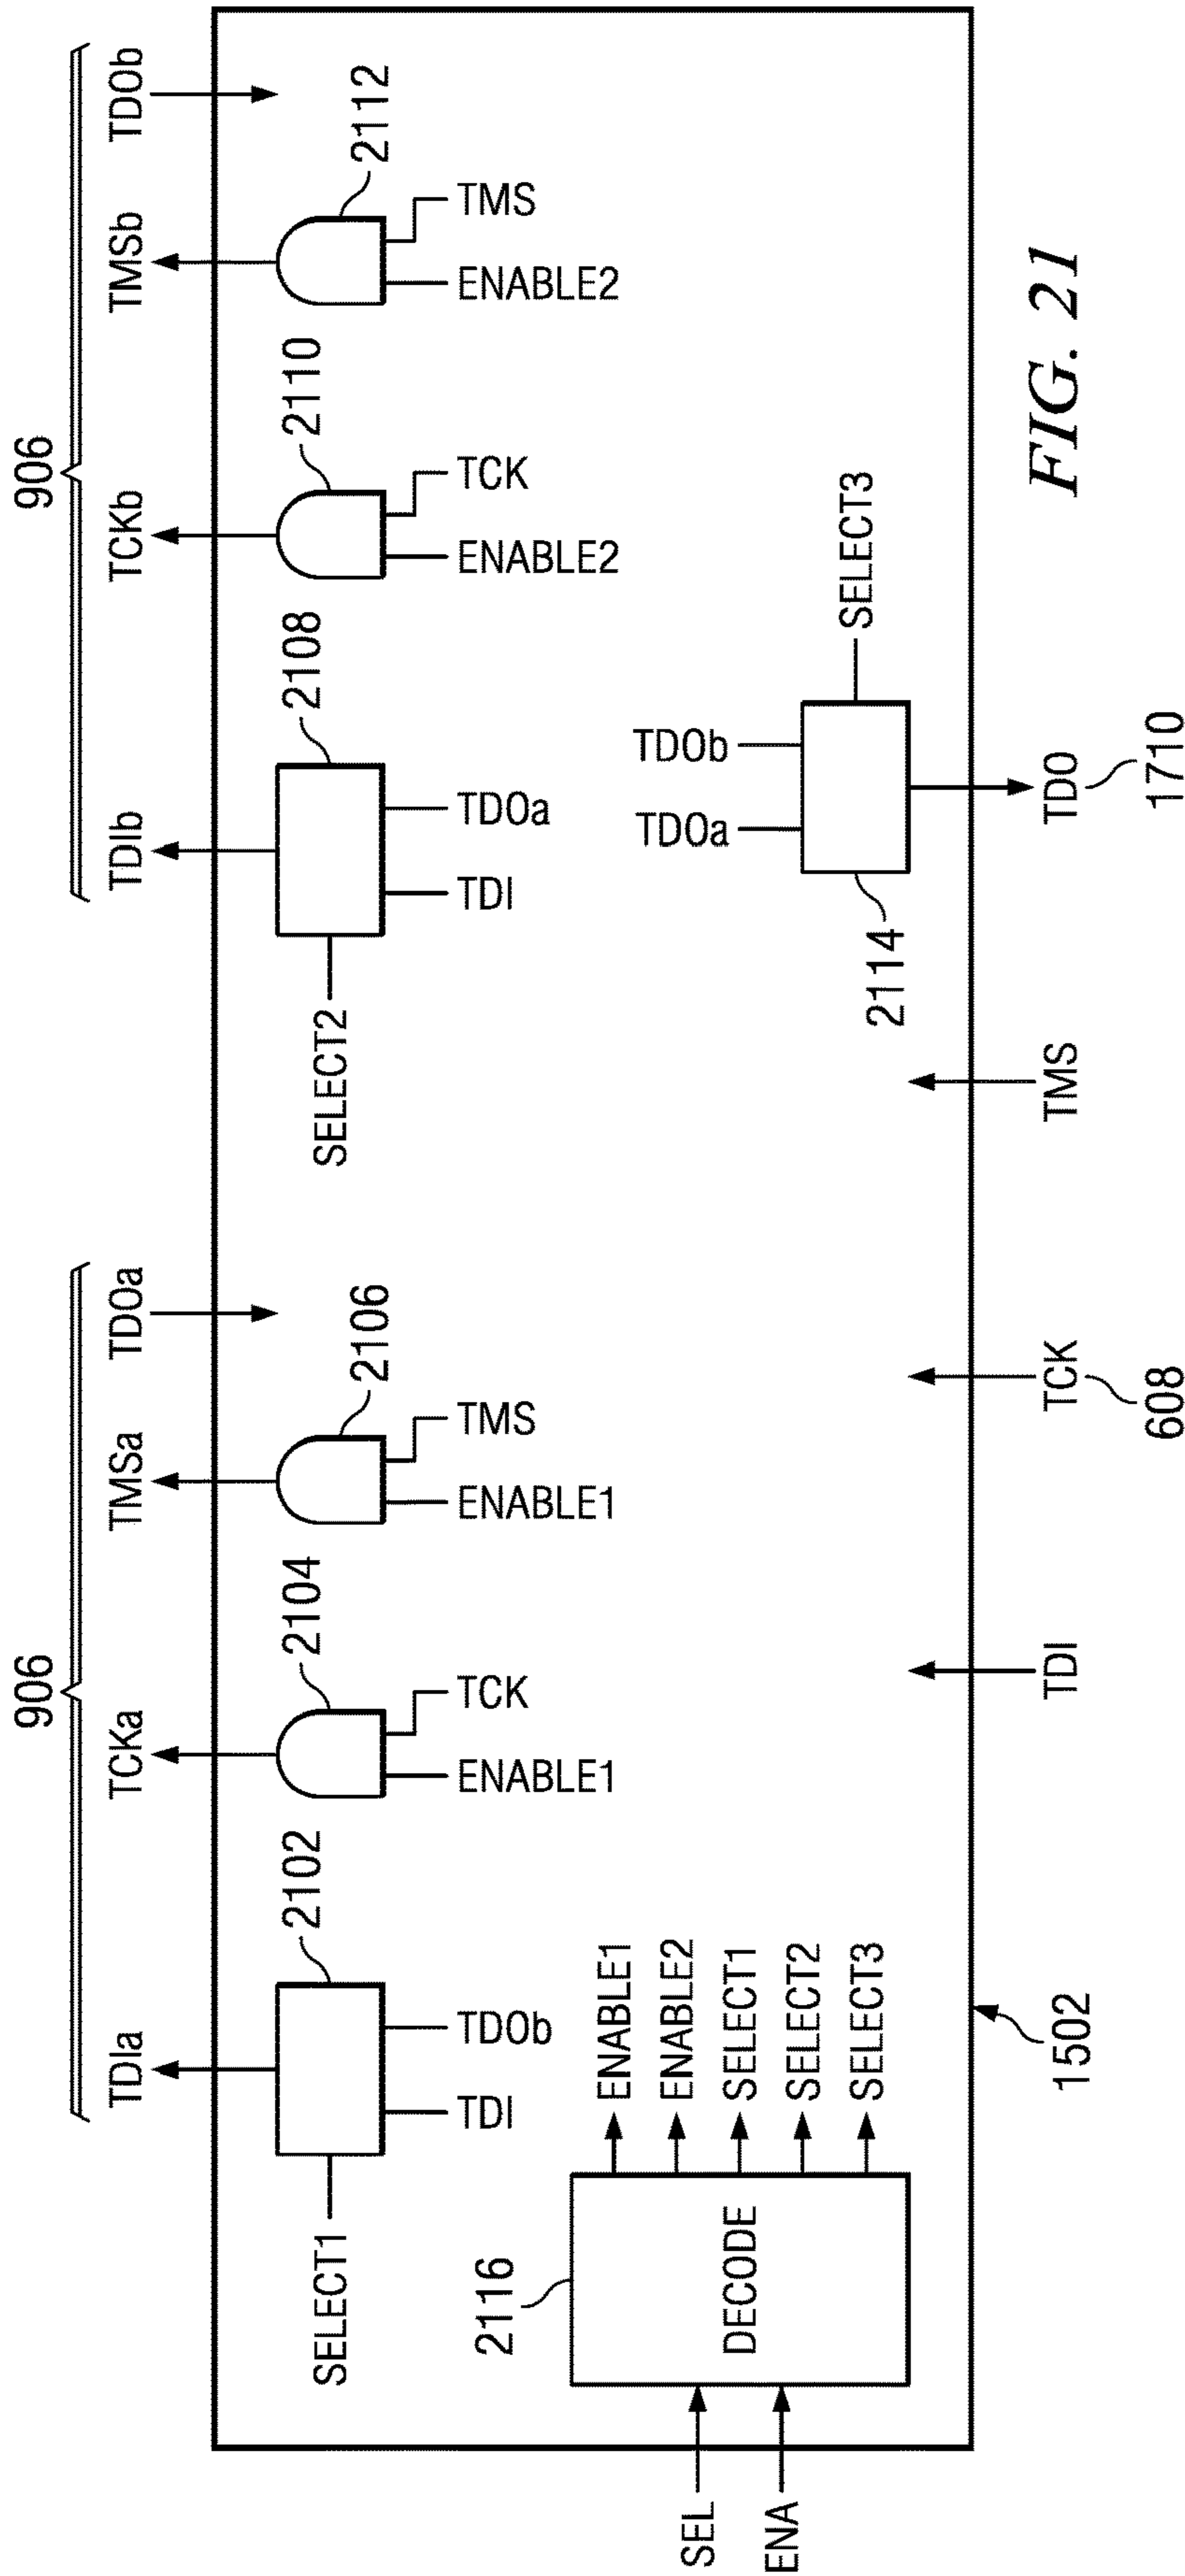 906
906
TDIa
TCKa
TMSa
TDOa
TDIb
TCKb
TMSb
TDOb
2102
2104
2106
2108
2110
2112
SELECT1
SELECT2
TDI
TDOb
ENABLE1
TCK
ENABLE1
TMS
TDI
TDOa
ENABLE2
TCK
ENABLE2
TMS
2116
DECODE
SEL
ENA
ENABLE1
ENABLE2
SELECT1
SELECT2
SELECT3
TDOa
TDOb
2114
SELECT3
1502
TDI
TCK
608
TMS
TDO
1710
FIG. 21